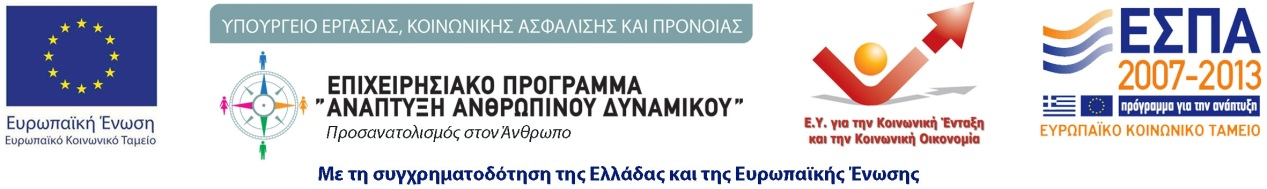 Ευρωπαϊκή Ένωση
Ευρωπαϊκό Κοινωνικό Ταμείο
ΥΠΟΥΡΓΕΙΟ ΕΡΓΑΣΙΑΣ, ΚΟΙΝΩΝΙΚΗΣ ΑΣΦΑΛΙΣΗΣ ΚΑΙ ΠΡΟΝΟΙΑΣ
ΕΠΙΧΕΙΡΗΣΙΑΚΟ ΠΡΟΓΡΑΜΜΑ
"ΑΝΑΠΤΥΞΗ ΑΝΘΡΩΠΙΝΟΥ ΔΥΝΑΜΙΚΟΥ"
Προσανατολισμός στον Άνθρωπο
Ε.Υ. για την Κοινωνική Ένταξη
και την Κοινωνική Οικονομία
ΕΣΠΑ
2007-2013
πρόγραμμα για την ανάπτυξη
ΕΥΡΩΠΑΪΚΟ ΚΟΙΝΩΝΙΚΟ ΤΑΜΕΙΟ
Με τη συγχρηματοδότηση της Ελλάδας και της Ευρωπαϊκής Ένωσης